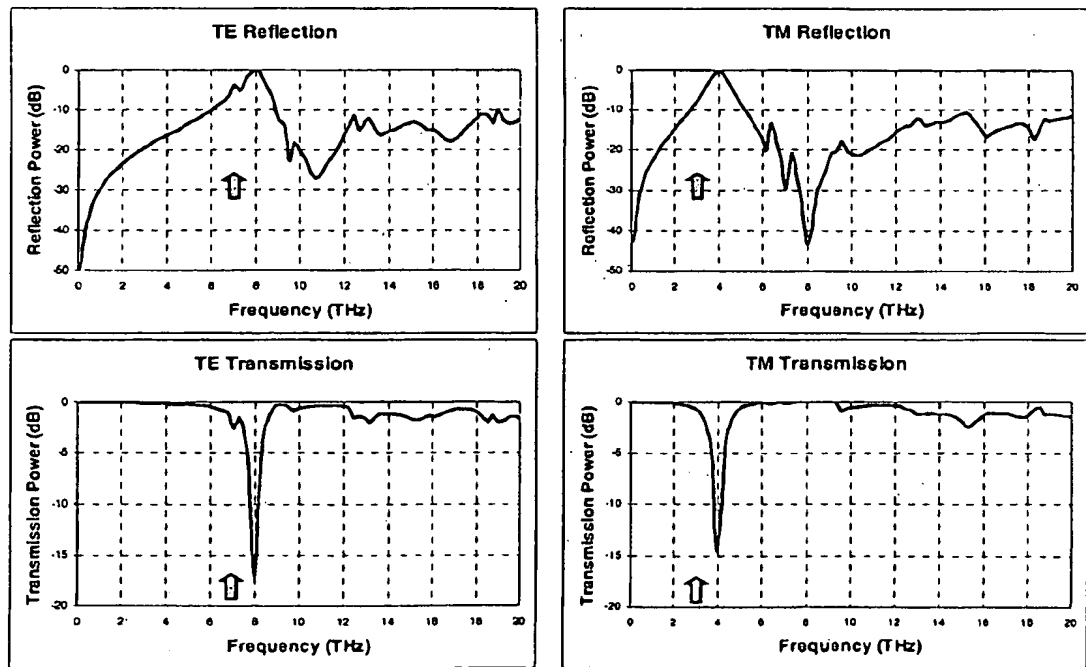 TE Reflection
Reflection Power (dB)
0
-10
-20
-30
-40
-50
0 2 4 6 8 10 12 14 16 18 20
Frequency (THz)
TM Reflection
Reflection Power (dB)
0
-10
-20
-30
-40
-50
0 2 4 6 8 10 12 14 16 18 20
Frequency (THz)
TE Transmission
Transmission Power (dB)
0
-5
-10
-15
-20
0 2 4 6 8 10 12 14 16 18 20
Frequency (THz)
TM Transmission
Transmission Power (dB)
0
-5
-10
-15
-20
0 2 4 6 8 10 12 14 16 18 20
Frequency (THz)